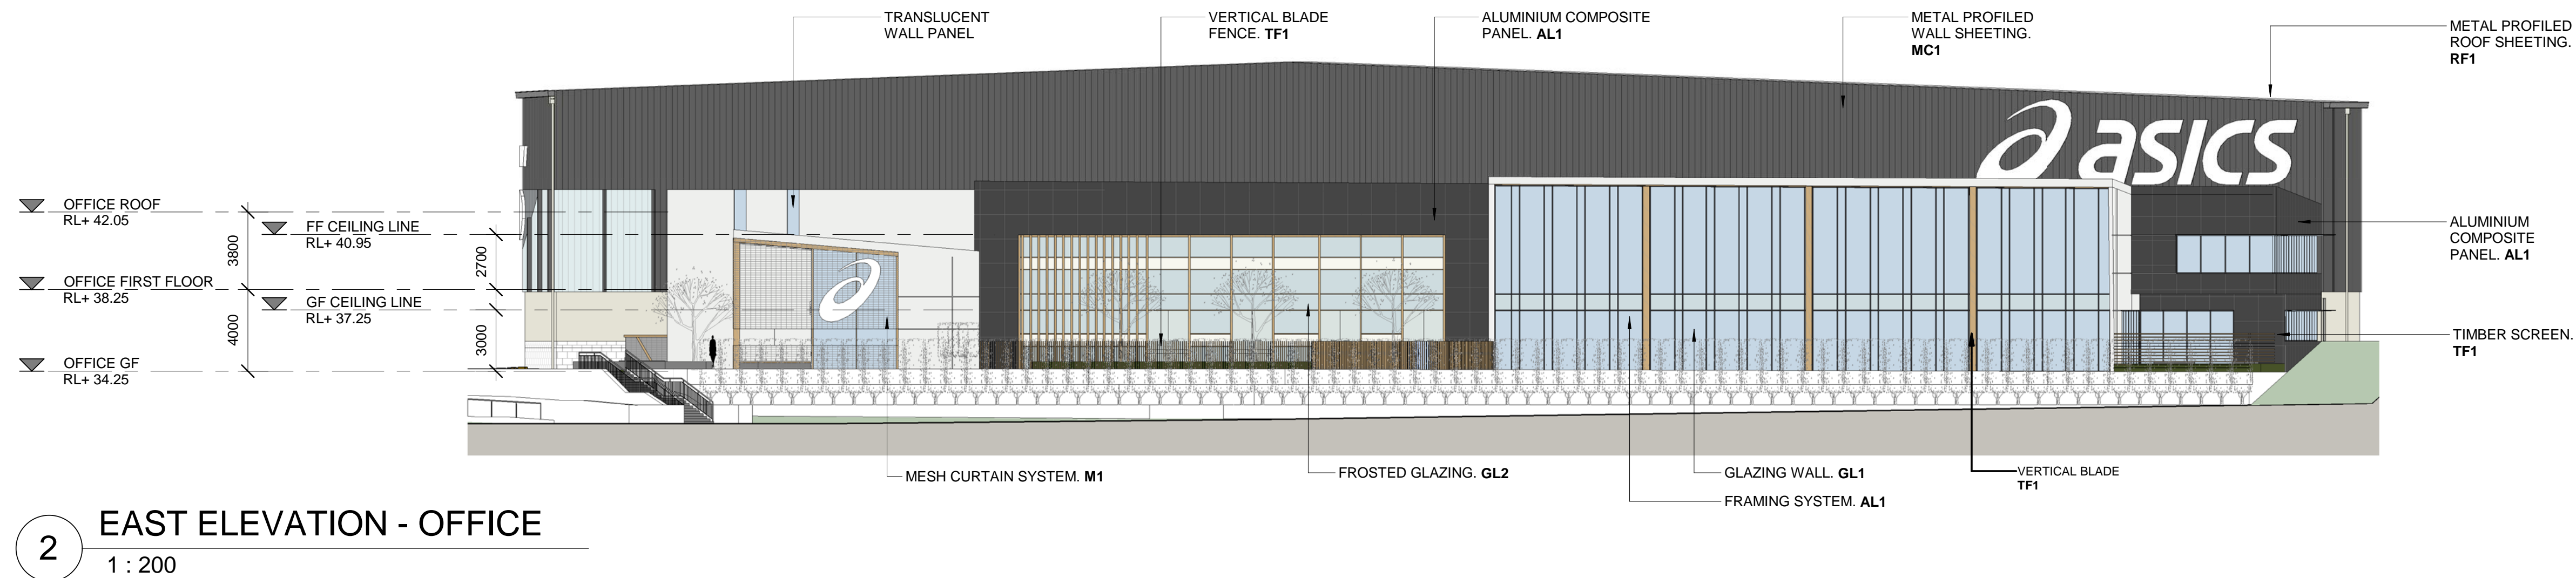 TRANSLUCENT
WALL PANEL
VERTICAL BLADE
FENCE. TF1
ALUMINIUM COMPOSITE
PANEL. AL1
METAL PROFILED
WALL SHEETING.
MC1
METAL PROFILED
ROOF SHEETING.
RF1
asics
OFFICE ROOF
RL+ 42.05
FF CEILING LINE
RL+ 40.95
3800
2700
OFFICE FIRST FLOOR
RL+ 38.25
GF CEILING LINE
RL+ 37.25
4000
3000
OFFICE GF
RL+ 34.25
ALUMINIUM
COMPOSITE
PANEL. AL1
TIMBER SCREEN.
TF1
MESH CURTAIN SYSTEM. M1
FROSTED GLAZING. GL2
GLAZING WALL. GL1
FRAMING SYSTEM. AL1
VERTICAL BLADE
TF1
2
EAST ELEVATION - OFFICE
1 : 200